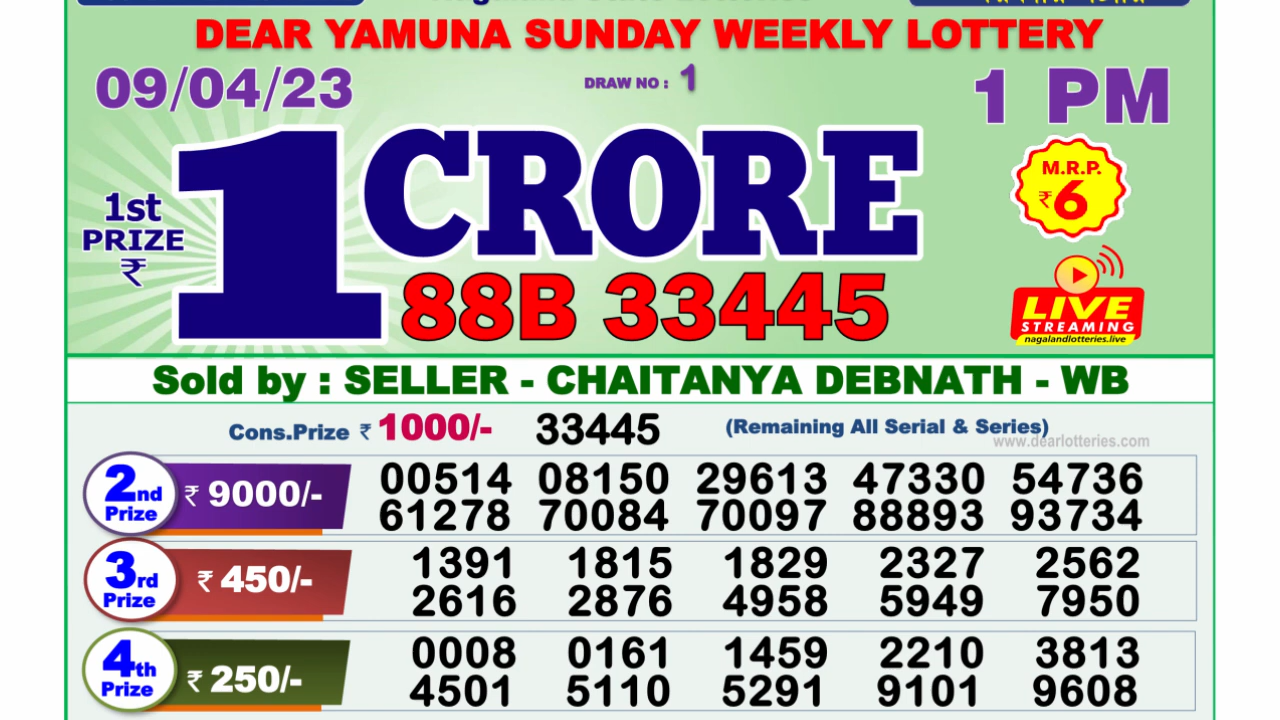 Nagaland State Lotteries
DEAR YAMUNA SUNDAY WEEKLY LOTTERY
09/04/23
DRAW NO : 1
1 PM
1st
PRIZE
₹
1 CRORE
88B 33445
M.R.P.
₹6
LIVE
STREAMING
nagalandlotteries.live
Sold by : SELLER - CHAITANYA DEBNATH - WB
Cons.Prize ₹ 1000/- 33445 (Remaining All Serial & Series)
www.dearlotteries.com
2nd Prize ₹ 9000/-
00514 08150 29613 47330 54736
61278 70084 70097 88893 93734
3rd Prize ₹ 450/-
1391 1815 1829 2327 2562
2616 2876 4958 5949 7950
4th Prize ₹ 250/-
0008 0161 1459 2210 3813
4501 5110 5291 9101 9608